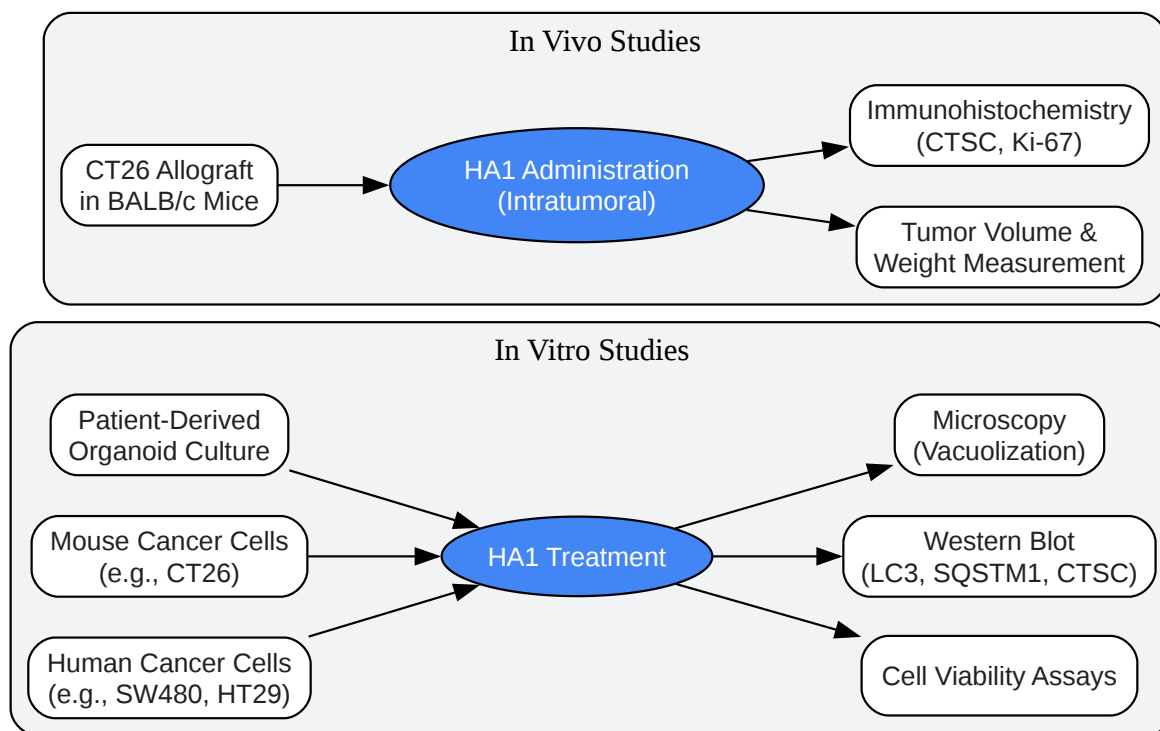 In Vivo Studies
CT26 Allograft
in BALB/c Mice
HA1 Administration
(Intratumoral)
Immunohistochemistry
(CTSC, Ki-67)
Tumor Volume &
Weight Measurement
In Vitro Studies
Patient-Derived
Organoid Culture
Mouse Cancer Cells
(e.g., CT26)
Human Cancer Cells
(e.g., SW480, HT29)
HA1 Treatment
Microscopy
(Vacuolization)
Western Blot
(LC3, SQSTM1, CTSC)
Cell Viability Assays